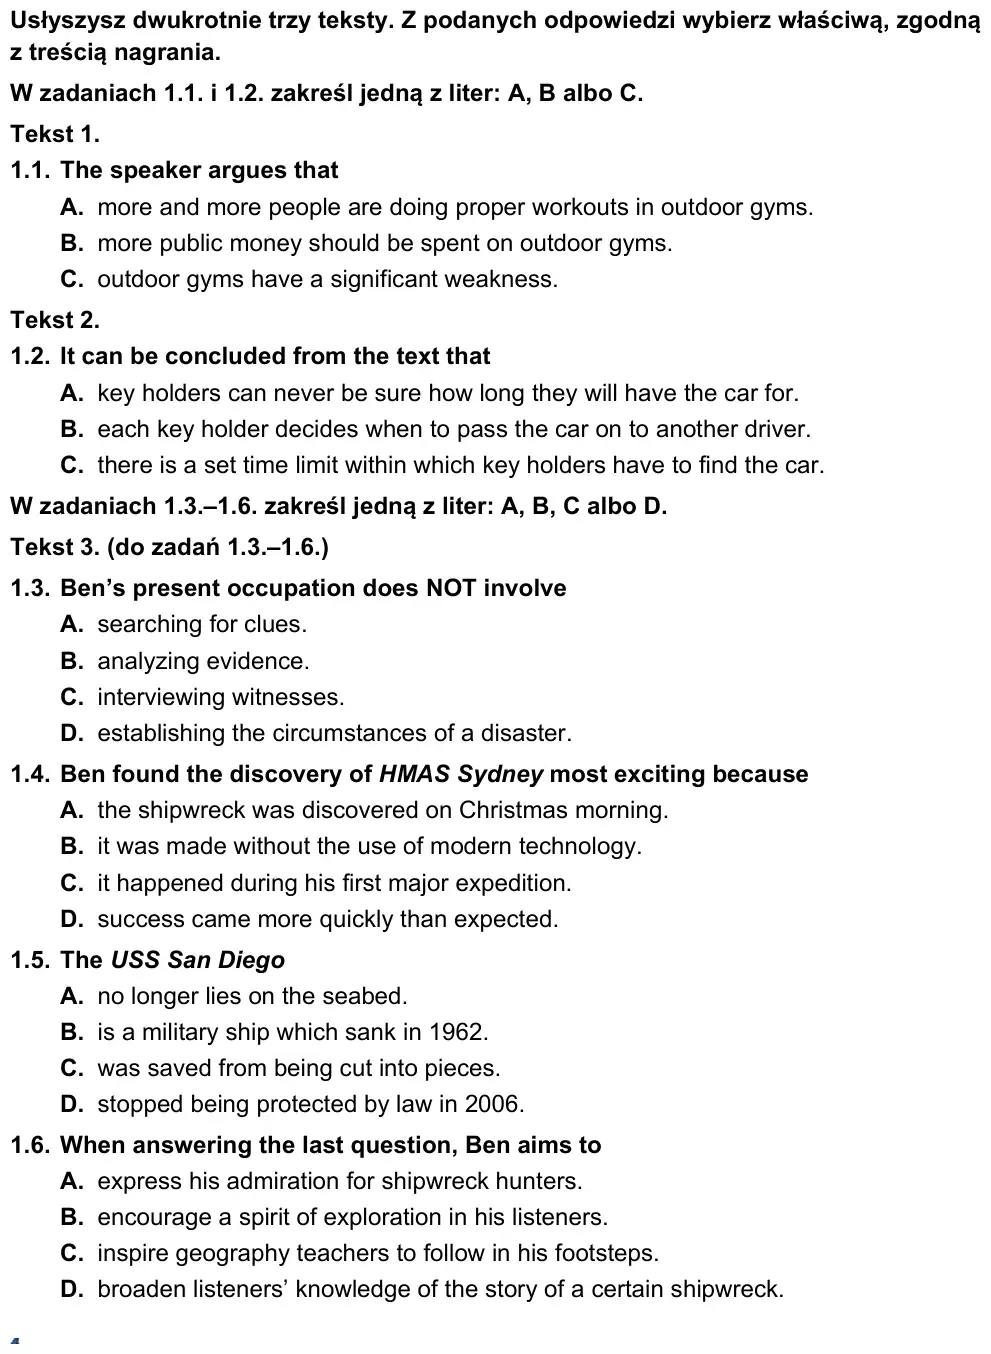 Usłyszysz dwukrotnie trzy teksty. Z podanych odpowiedzi wybierz właściwą, zgodną
z treścią nagrania.
W zadaniach 1.1. i 1.2. zakreśl jedną z liter: A, B albo C.
Tekst 1.
1.1. The speaker argues that
A. more and more people are doing proper workouts in outdoor gyms.
B. more public money should be spent on outdoor gyms.
C. outdoor gyms have a significant weakness.
Tekst 2.
1.2. It can be concluded from the text that
A. key holders can never be sure how long they will have the car for.
B. each key holder decides when to pass the car on to another driver.
C. there is a set time limit within which key holders have to find the car.
W zadaniach 1.3.–1.6. zakreśl jedną z liter: A, B, C albo D.
Tekst 3. (do zadań 1.3.–1.6.)
1.3. Ben’s present occupation does NOT involve
A. searching for clues.
B. analyzing evidence.
C. interviewing witnesses.
D. establishing the circumstances of a disaster.
1.4. Ben found the discovery of HMAS Sydney most exciting because
A. the shipwreck was discovered on Christmas morning.
B. it was made without the use of modern technology.
C. it happened during his first major expedition.
D. success came more quickly than expected.
1.5. The USS San Diego
A. no longer lies on the seabed.
B. is a military ship which sank in 1962.
C. was saved from being cut into pieces.
D. stopped being protected by law in 2006.
1.6. When answering the last question, Ben aims to
A. express his admiration for shipwreck hunters.
B. encourage a spirit of exploration in his listeners.
C. inspire geography teachers to follow in his footsteps.
D. broaden listeners’ knowledge of the story of a certain shipwreck.